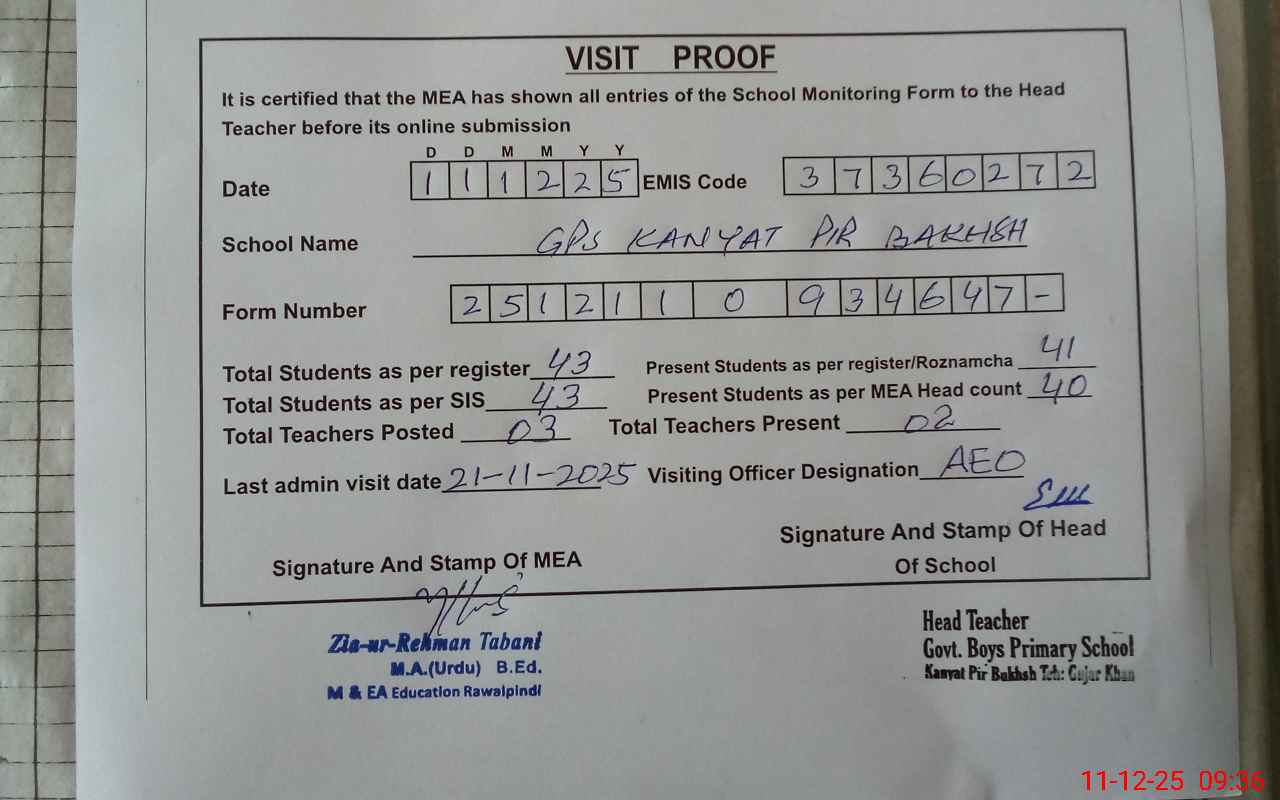 VISIT PROOF
It is certified that the MEA has shown all entries of the School Monitoring Form to the Head
Teacher before its online submission
D D M M Y Y
Date 1 1 1 2 2 5 EMIS Code 3 7 3 6 0 2 7 2
School Name GPS KANYAT PIR BAKHSH
Form Number 2 5 1 2 1 1 0 9 3 4 6 4 7 -
Total Students as per register 43 Present Students as per register/Roznamcha 41
Total Students as per SIS 43 Present Students as per MEA Head count 40
Total Teachers Posted 03 Total Teachers Present 02
Last admin visit date 21-11-2025 Visiting Officer Designation AEO
Signature And Stamp Of MEA
Signature And Stamp Of Head
Of School
Zia-ur-Rehman Tabani
M.A.(Urdu) B.Ed.
M & EA Education Rawalpindi
Head Teacher
Govt. Boys Primary School
Kanyat Pir Bakhsh Teh: Gujar Khan
11-12-25 09:36